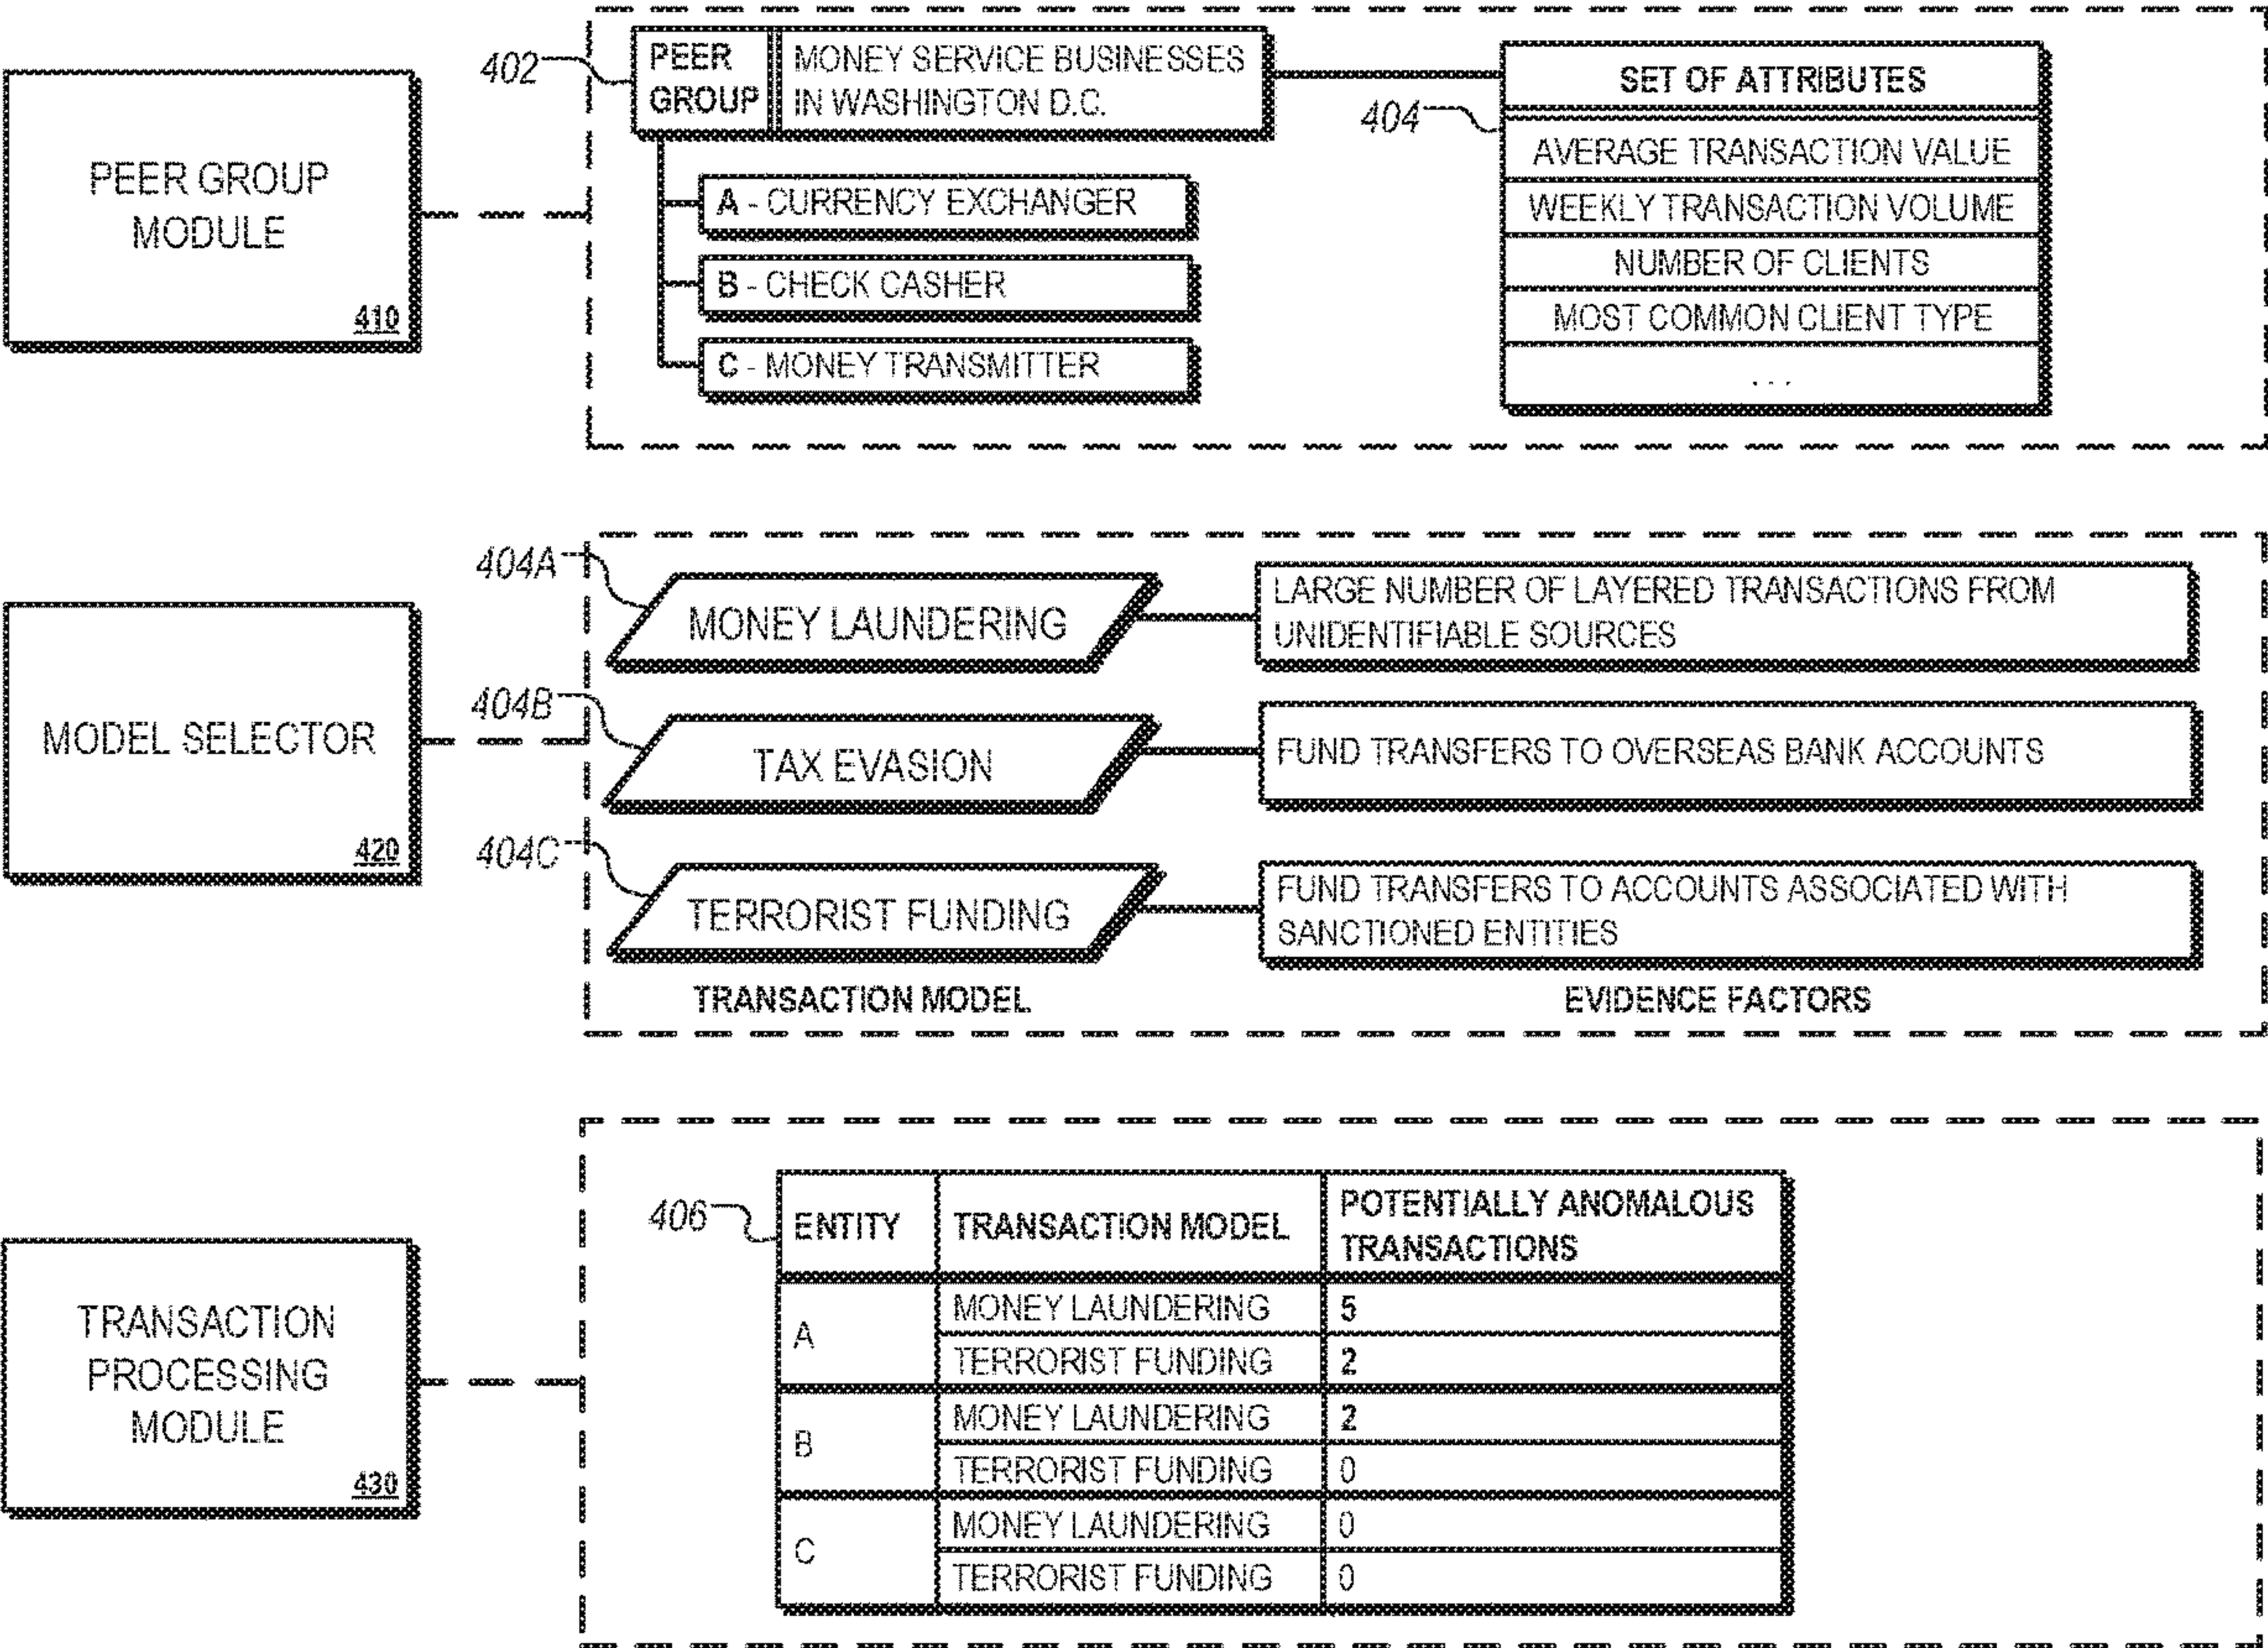 PEER GROUP
MODULE
410
402
PEER
GROUP
MONEY SERVICE BUSINESSES
IN WASHINGTON D.C.
A - CURRENCY EXCHANGER
B - CHECK CASHER
C - MONEY TRANSMITTER
404
SET OF ATTRIBUTES
AVERAGE TRANSACTION VALUE
WEEKLY TRANSACTION VOLUME
NUMBER OF CLIENTS
MOST COMMON CLIENT TYPE
...
MODEL SELECTOR
420
404A
MONEY LAUNDERING
LARGE NUMBER OF LAYERED TRANSACTIONS FROM
UNIDENTIFIABLE SOURCES
404B
TAX EVASION
FUND TRANSFERS TO OVERSEAS BANK ACCOUNTS
404C
TERRORIST FUNDING
FUND TRANSFERS TO ACCOUNTS ASSOCIATED WITH
SANCTIONED ENTITIES
TRANSACTION MODEL
EVIDENCE FACTORS
TRANSACTION
PROCESSING
MODULE
430
406
ENTITY
TRANSACTION MODEL
POTENTIALLY ANOMALOUS
TRANSACTIONS
A
MONEY LAUNDERING 5
TERRORIST FUNDING 2
B
MONEY LAUNDERING 2
TERRORIST FUNDING 0
C
MONEY LAUNDERING 0
TERRORIST FUNDING 0